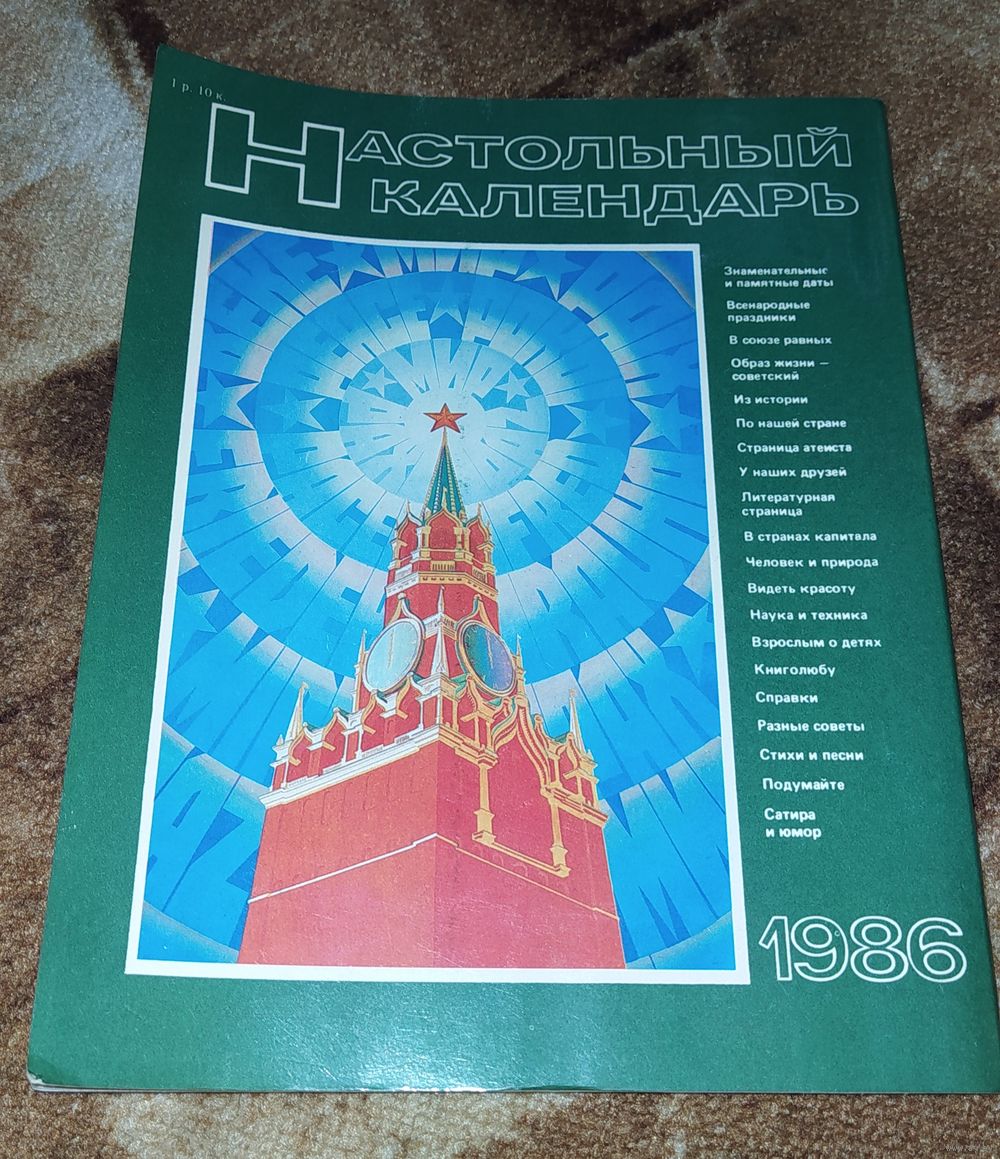 1 р. 10 к.
НАСТОЛЬНЫЙ
КАЛЕНДАРЬ
Знаменательные
и памятные даты
Всенародные
праздники
В союзе равных
Образ жизни —
советский
Из истории
По нашей стране
Страница атеиста
У наших друзей
Литературная
страница
В странах капитала
Человек и природа
Видеть красоту
Наука и техника
Взрослым о детях
Книголюбу
Справки
Разные советы
Стихи и песни
Подумайте
Сатира
и юмор
1986
МИР
МИР